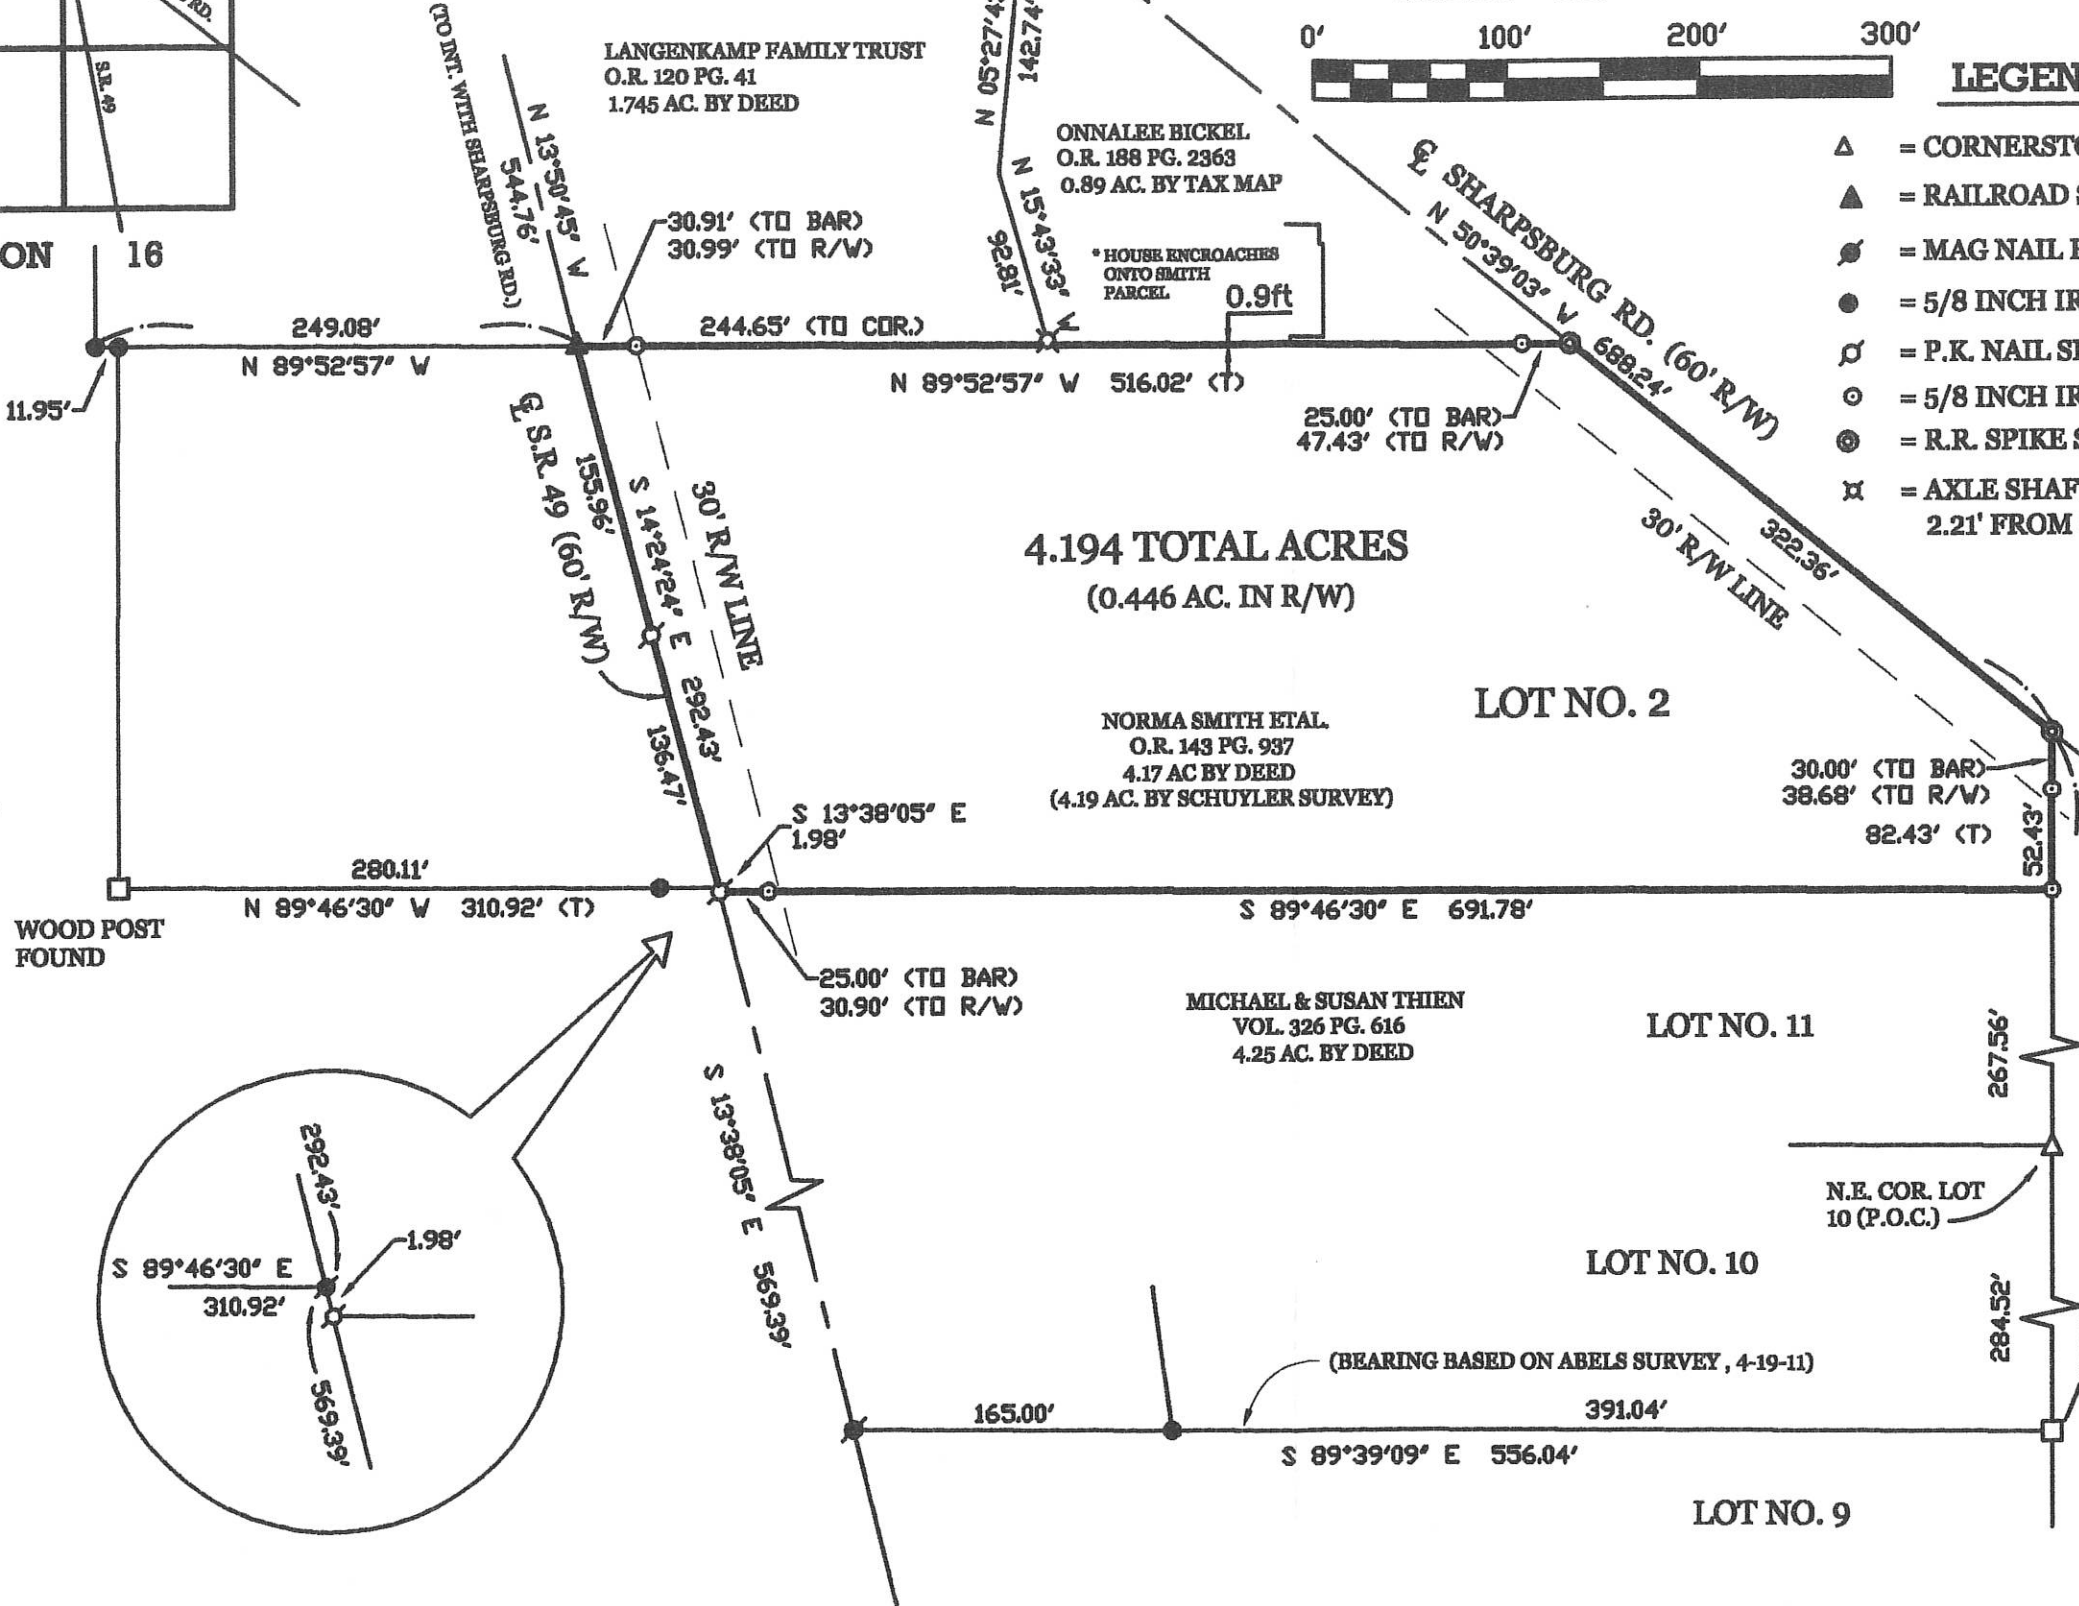 RD.
S.R. 49
ON 16
(TO INT. WITH SHARPSBURG RD.)
N 13°50'45" W
544.76'
LANGENKAMP FAMILY TRUST
O.R. 120 PG. 41
1.745 AC. BY DEED
142.74'
ONNALEE BICKEL
O.R. 188 PG. 2363
0.89 AC. BY TAX MAP
N 15°43'33" W
92.81'
* HOUSE ENCROACHES
ONTO SMITH
PARCEL
0.9ft
0' 100' 200' 300'
= MAG NAIL
= 5/8 INCH
= P.K. NAIL
= 5/8 INCH
= R.R. SPIKE
2.21' FROM
℄ SHARPSBURG RD. (60' R/W)
N 50°39'03" W
688.24'
322.36'
30' R/W LINE
30.91' (TO BAR)
30.99' (TO R/W)
249.08'
N 89°52'57" W
11.95'
244.65' (TO COR.)
N 89°52'57" W 516.02' (T)
25.00' (TO BAR)
47.43' (TO R/W)
℄ S.R. 49 (60' R/W)
155.96'
S 14°24'24" E 292.43'
136.47'
30' R/W LINE
4.194 TOTAL ACRES
(0.446 AC. IN R/W)
LOT NO. 2
NORMA SMITH ETAL.
O.R. 143 PG. 937
4.17 AC BY DEED
(4.19 AC. BY SCHUYLER SURVEY)
30.00' (TO BAR)
38.68' (TO R/W)
82.43' (T)
52.43'
S 13°38'05" E
1.98'
280.11'
N 89°46'30" W 310.92' (T)
WOOD POST
FOUND
S 89°46'30" E 691.78'
25.00' (TO BAR)
30.90' (TO R/W)
MICHAEL & SUSAN THIEN
VOL. 326 PG. 616
4.25 AC. BY DEED
LOT NO. 11
267.56'
S 13°38'05" E 569.39'
N.E. COR. LOT
10 (P.O.C.)
LOT NO. 10
284.52'
292.43'
1.98'
S 89°46'30" E
310.92'
569.39'
(BEARING BASED ON ABELS SURVEY, 4-19-11)
165.00'
391.04'
S 89°39'09" E 556.04'
LOT NO. 9